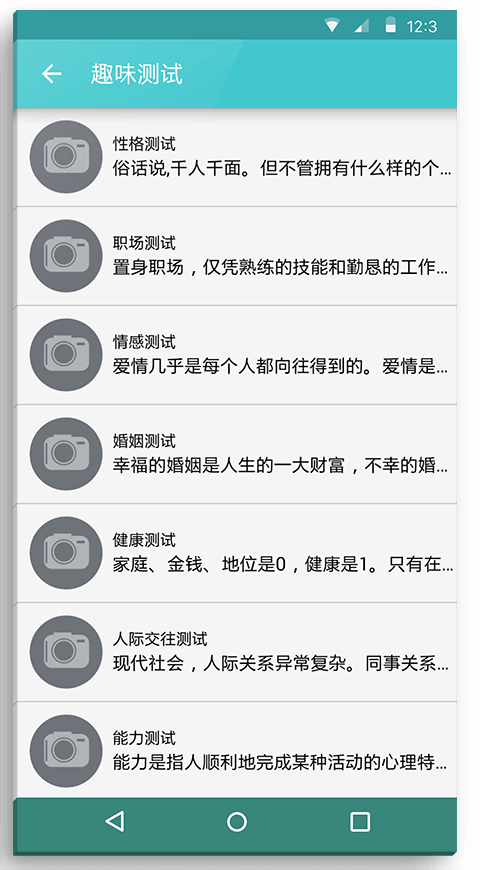 12:3
趣味测试
性格测试
俗话说,千人千面。但不管拥有什么样的个...
职场测试
置身职场，仅凭熟练的技能和勤恳的工作...
情感测试
爱情几乎是每个人都向往得到的。爱情是...
婚姻测试
幸福的婚姻是人生的一大财富，不幸的婚...
健康测试
家庭、金钱、地位是0，健康是1。只有在...
人际交往测试
现代社会，人际关系异常复杂。同事关系...
能力测试
能力是指人顺利地完成某种活动的心理特...